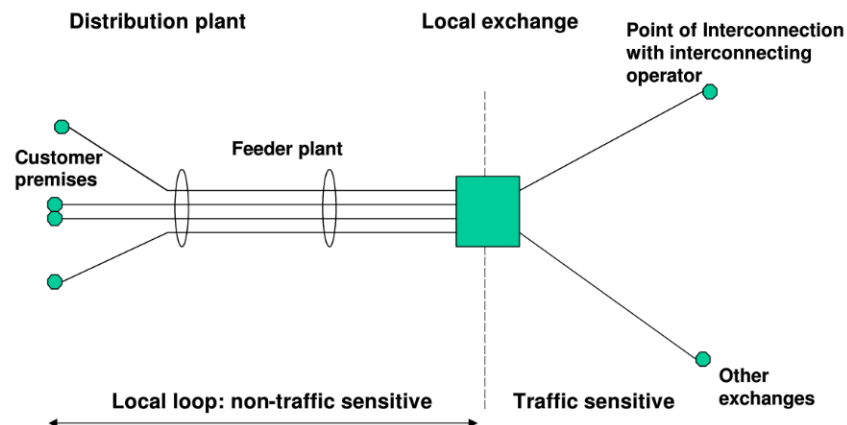 Distribution plant
Local exchange
Point of Interconnection
with interconnecting
operator
Feeder plant
Customer
premises
Other
exchanges
Local loop: non-traffic sensitive
Traffic sensitive